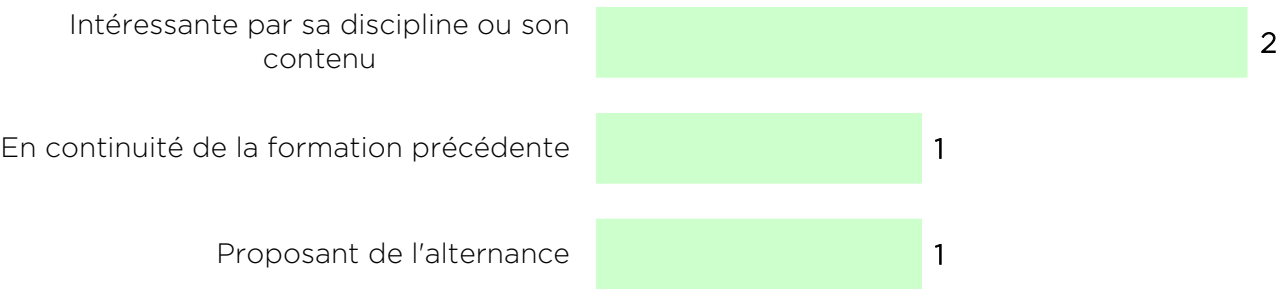 Intéressante par sa discipline ou son
contenu
2
En continuité de la formation précédente
1
Proposant de l'alternance
1